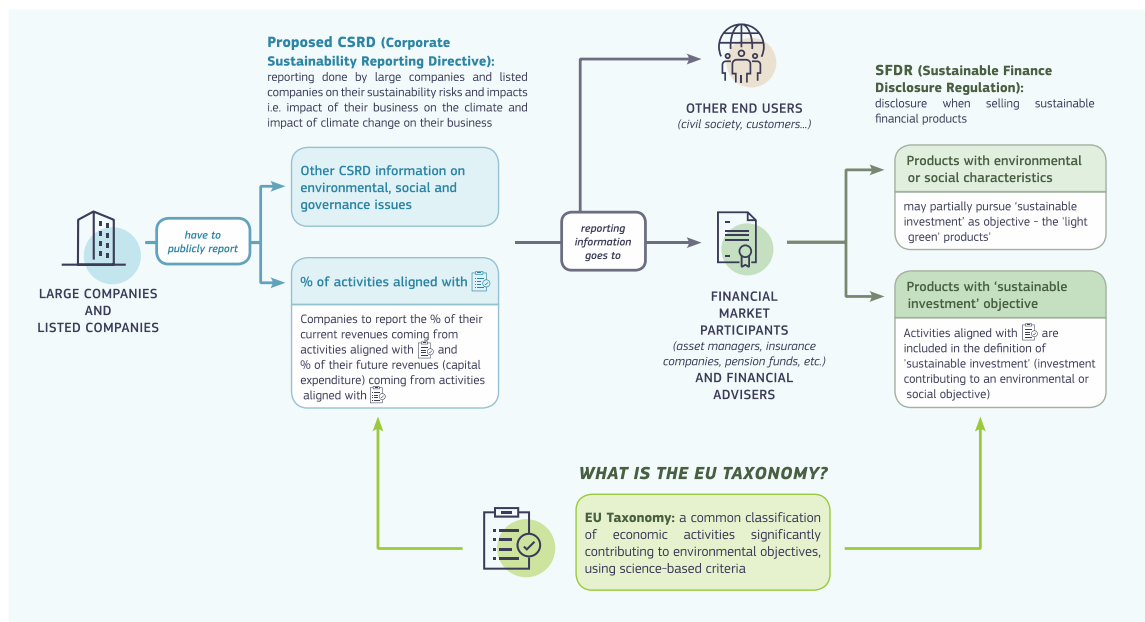 Proposed CSRD (Corporate
Sustainability Reporting Directive):
reporting done by large companies and listed
companies on their sustainability risks and impacts
i.e. impact of their business on the climate and
impact of climate change on their business
LARGE COMPANIES
AND
LISTED COMPANIES
have to
publicly report
Other CSRD information on
environmental, social and
governance issues
% of activities aligned with
Companies to report the % of their
current revenues coming from
activities aligned with and
% of their future revenues (capital
expenditure) coming from activities
aligned with
reporting
information
goes to
OTHER END USERS
(civil society, customers...)
FINANCIAL
MARKET
PARTICIPANTS
(asset managers, insurance
companies, pension funds, etc.)
AND FINANCIAL
ADVISERS
SFDR (Sustainable Finance
Disclosure Regulation):
disclosure when selling sustainable
financial products
Products with environmental
or social characteristics
may partially pursue ‘sustainable
investment’ as objective - the ‘light
green’ products’
Products with ‘sustainable
investment’ objective
Activities aligned with are
included in the definition of
‘sustainable investment’ (investment
contributing to an environmental or
social objective)
WHAT IS THE EU TAXONOMY?
EU Taxonomy: a common classification
of economic activities significantly
contributing to environmental objectives,
using science-based criteria